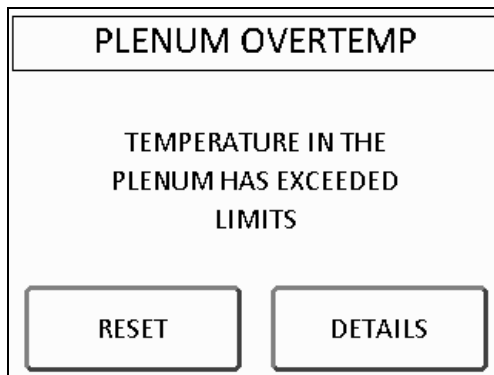 PLENUM OVERTEMP
TEMPERATURE IN THE
PLENUM HAS EXCEEDED
LIMITS
RESET
DETAILS